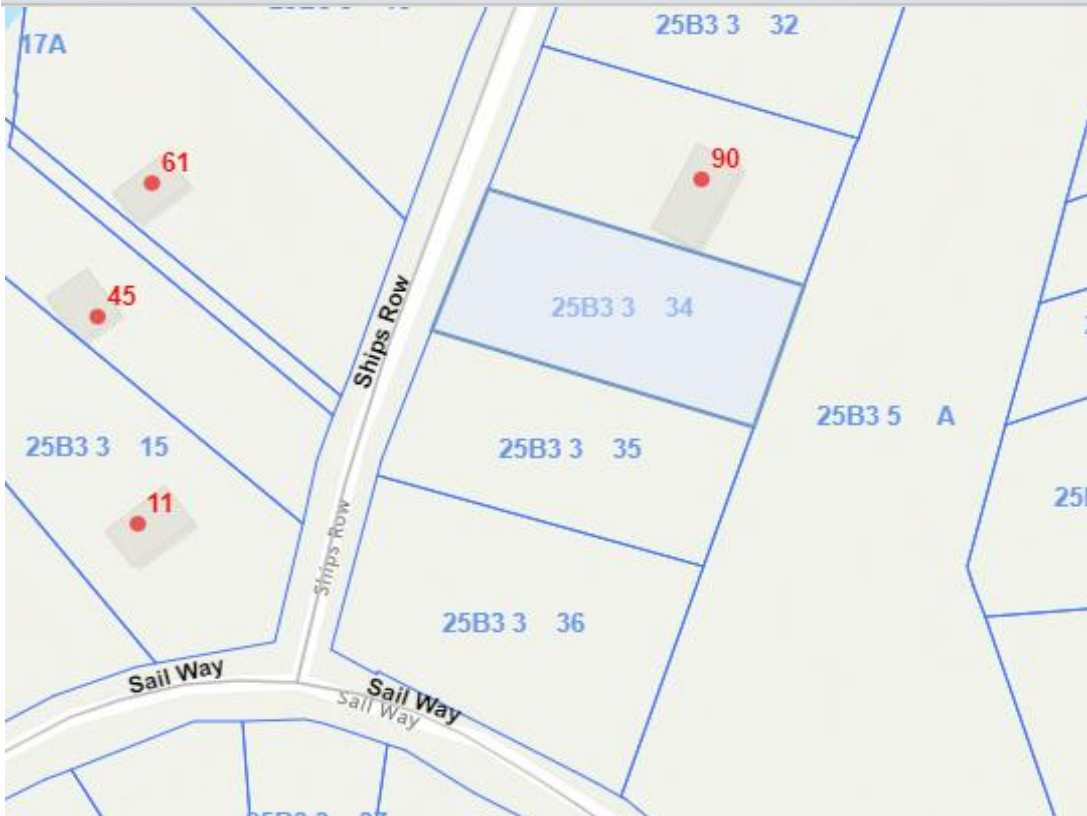 17A
25B3 3 32
61
90
45
25B3 3 34
Ships Row
25B3 3 15
25B3 3 35
25B3 5 A
11
Ships Row
25B3 3 36
Sail Way
Sail Way
Sail Way